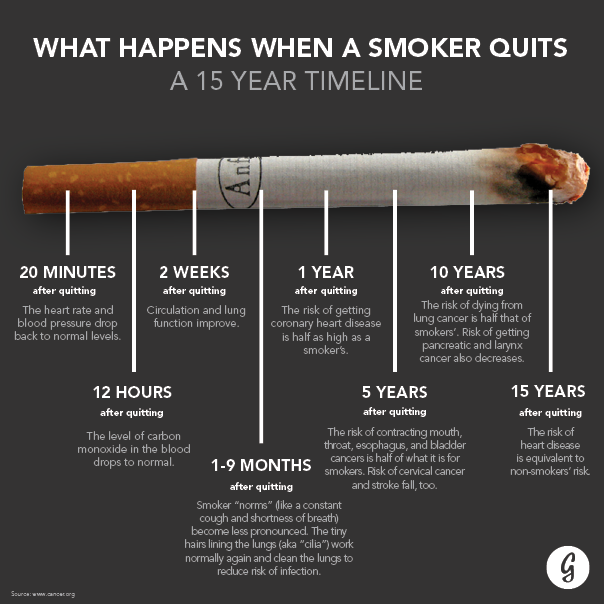 WHAT HAPPENS WHEN A SMOKER QUITS
A 15 YEAR TIMELINE
Anf
20 MINUTES
after quitting
The heart rate and
blood pressure drop
back to normal levels.
12 HOURS
after quitting
The level of carbon
monoxide in the blood
drops to normal.
2 WEEKS
after quitting
Circulation and lung
function improve.
1-9 MONTHS
after quitting
Smoker “norms” (like a constant
cough and shortness of breath)
become less pronounced. The tiny
hairs lining the lungs (aka “cilia”) work
normally again and clean the lungs to
reduce risk of infection.
1 YEAR
after quitting
The risk of getting
coronary heart disease
is half as high as a
smoker’s.
5 YEARS
after quitting
The risk of contracting mouth,
throat, esophagus, and bladder
cancers is half of what it is for
smokers. Risk of cervical cancer
and stroke fall, too.
10 YEARS
after quitting
The risk of dying from
lung cancer is half that of
smokers’. Risk of getting
pancreatic and larynx
cancer also decreases.
15 YEARS
after quitting
The risk of
heart disease
is equivalent to
non-smokers’ risk.
G
Source: www.cancer.org